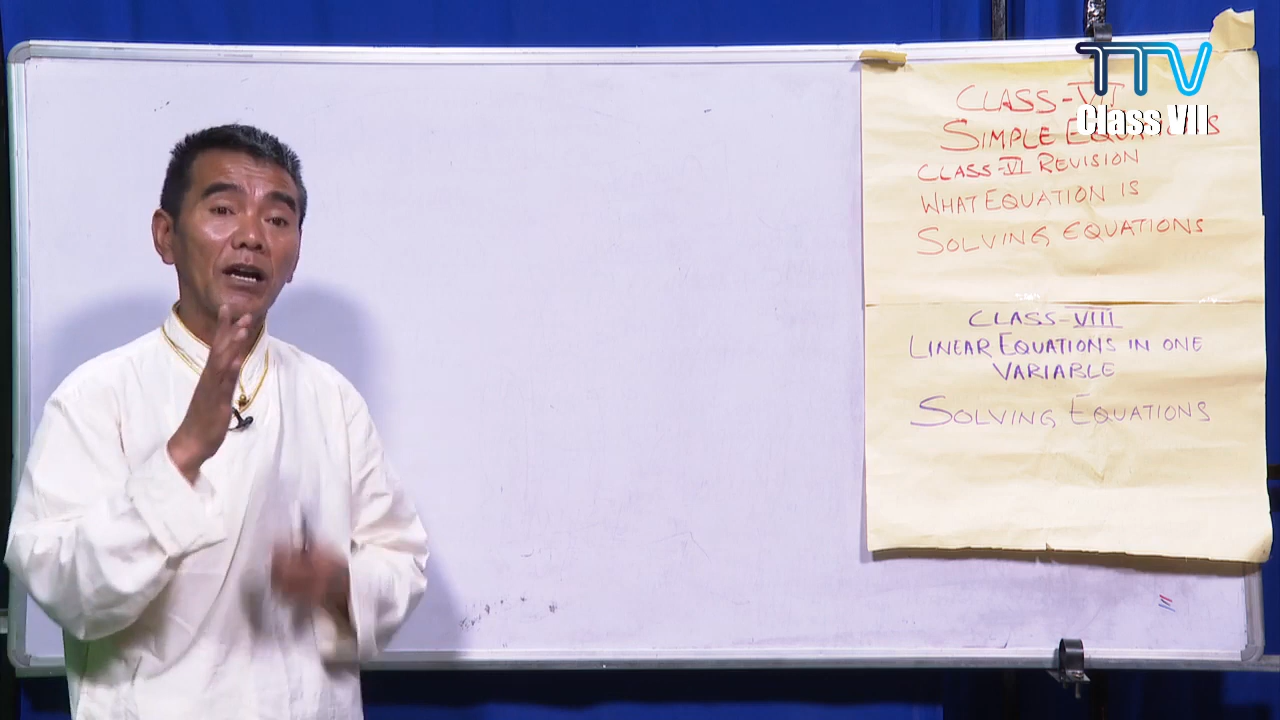 TTV
Class VII
CLASS-VII
SIMPLE EQUATIONS
CLASS-VI REVISION
WHAT EQUATION IS
SOLVING EQUATIONS
CLASS-VIII
LINEAR EQUATIONS IN ONE
VARIABLE
SOLVING EQUATIONS